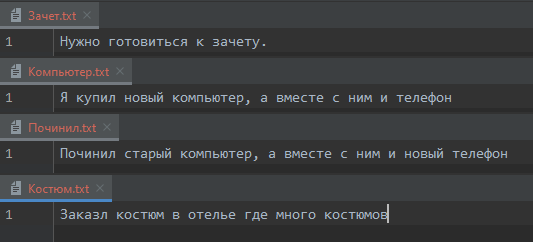 Зачет.txt
1 Нужно готовиться к зачету.
Компьютер.txt
1 Я купил новый компьютер, а вместе с ним и телефон
Починил.txt
1 Починил старый компьютер, а вместе с ним и новый телефон
Костюм.txt
1 Заказл костюм в отелье где много костюмов